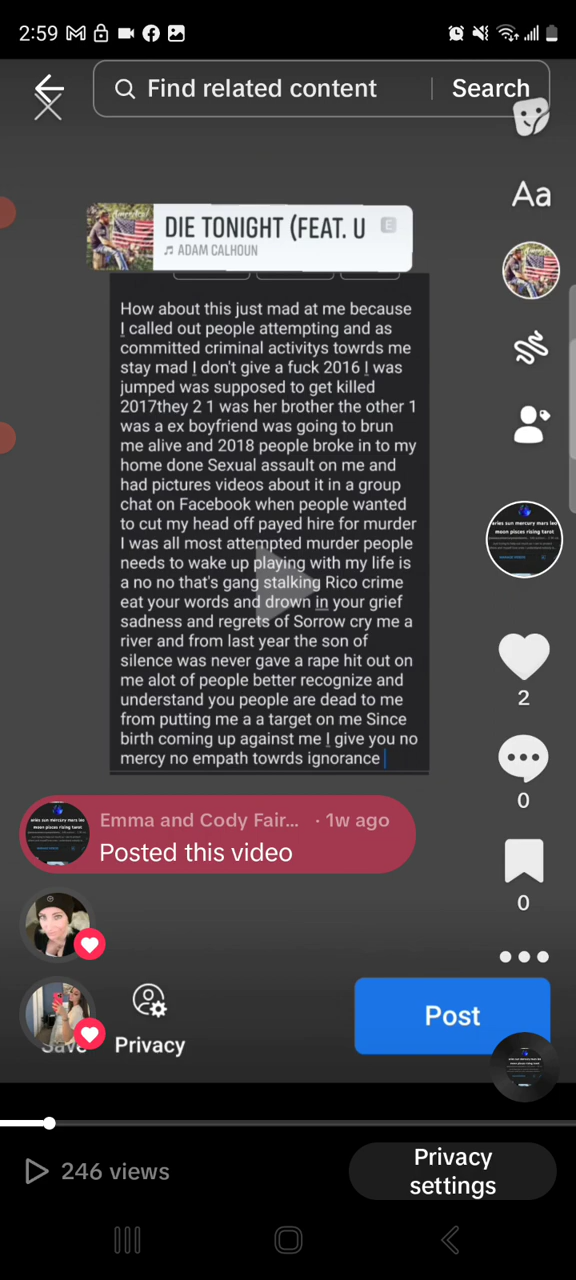 2:59
Find related content
Search
Aa
DIE TONIGHT (FEAT. U
E
ADAM CALHOUN
How about this just mad at me because
I called out people attempting and as
committed criminal activitys towrds me
stay mad I don't give a fuck 2016 I was
jumped was supposed to get killed
2017they 2 1 was her brother the other 1
was a ex boyfriend was going to brun
me alive and 2018 people broke in to my
home done Sexual assault on me and
had pictures videos about it in a group
chat on Facebook when people wanted
to cut my head off payed hire for murder
I was all most attempted murder people
needs to wake up playing with my life is
a no no that's gang stalking Rico crime
eat your words and drown in your grief
sadness and regrets of Sorrow cry me a
river and from last year the son of
silence was never gave a rape hit out on
me alot of people better recognize and
understand you people are dead to me
from putting me a a target on me Since
birth coming up against me I give you no
mercy no empath towrds ignorance
aries sun mercury mars leo
moon pisces rising tarot
2
0
0
Emma and Cody Fair... · 1w ago
Posted this video
Save
Privacy
Post
246 views
Privacy
settings